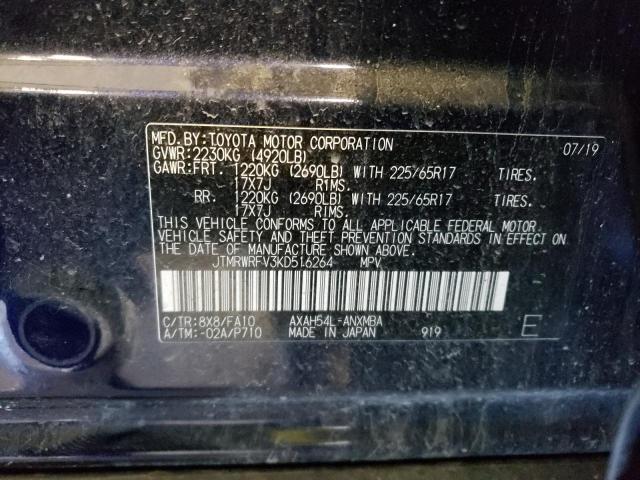 MFD.BY:TOYOTA MOTOR CORPORATION 07/19
GVWR:2230KG (4920LB)
GAWR:FRT. 1220KG (2690LB) WITH 225/65R17 TIRES.
17X7J RIMS.
RR. 1220KG (2690LB) WITH 225/65R17 TIRES.
17X7J RIMS.
THIS VEHICLE CONFORMS TO ALL APPLICABLE FEDERAL MOTOR
VEHICLE SAFETY AND THEFT PREVENTION STANDARDS IN EFFECT ON
THE DATE OF MANUFACTURE SHOWN ABOVE.
JTMRWRFV3KD516264 MPV
C/TR:8X8/FA10 AXAH54L-ANXMBA E
A/TM:-02A/P710 MADE IN JAPAN 919